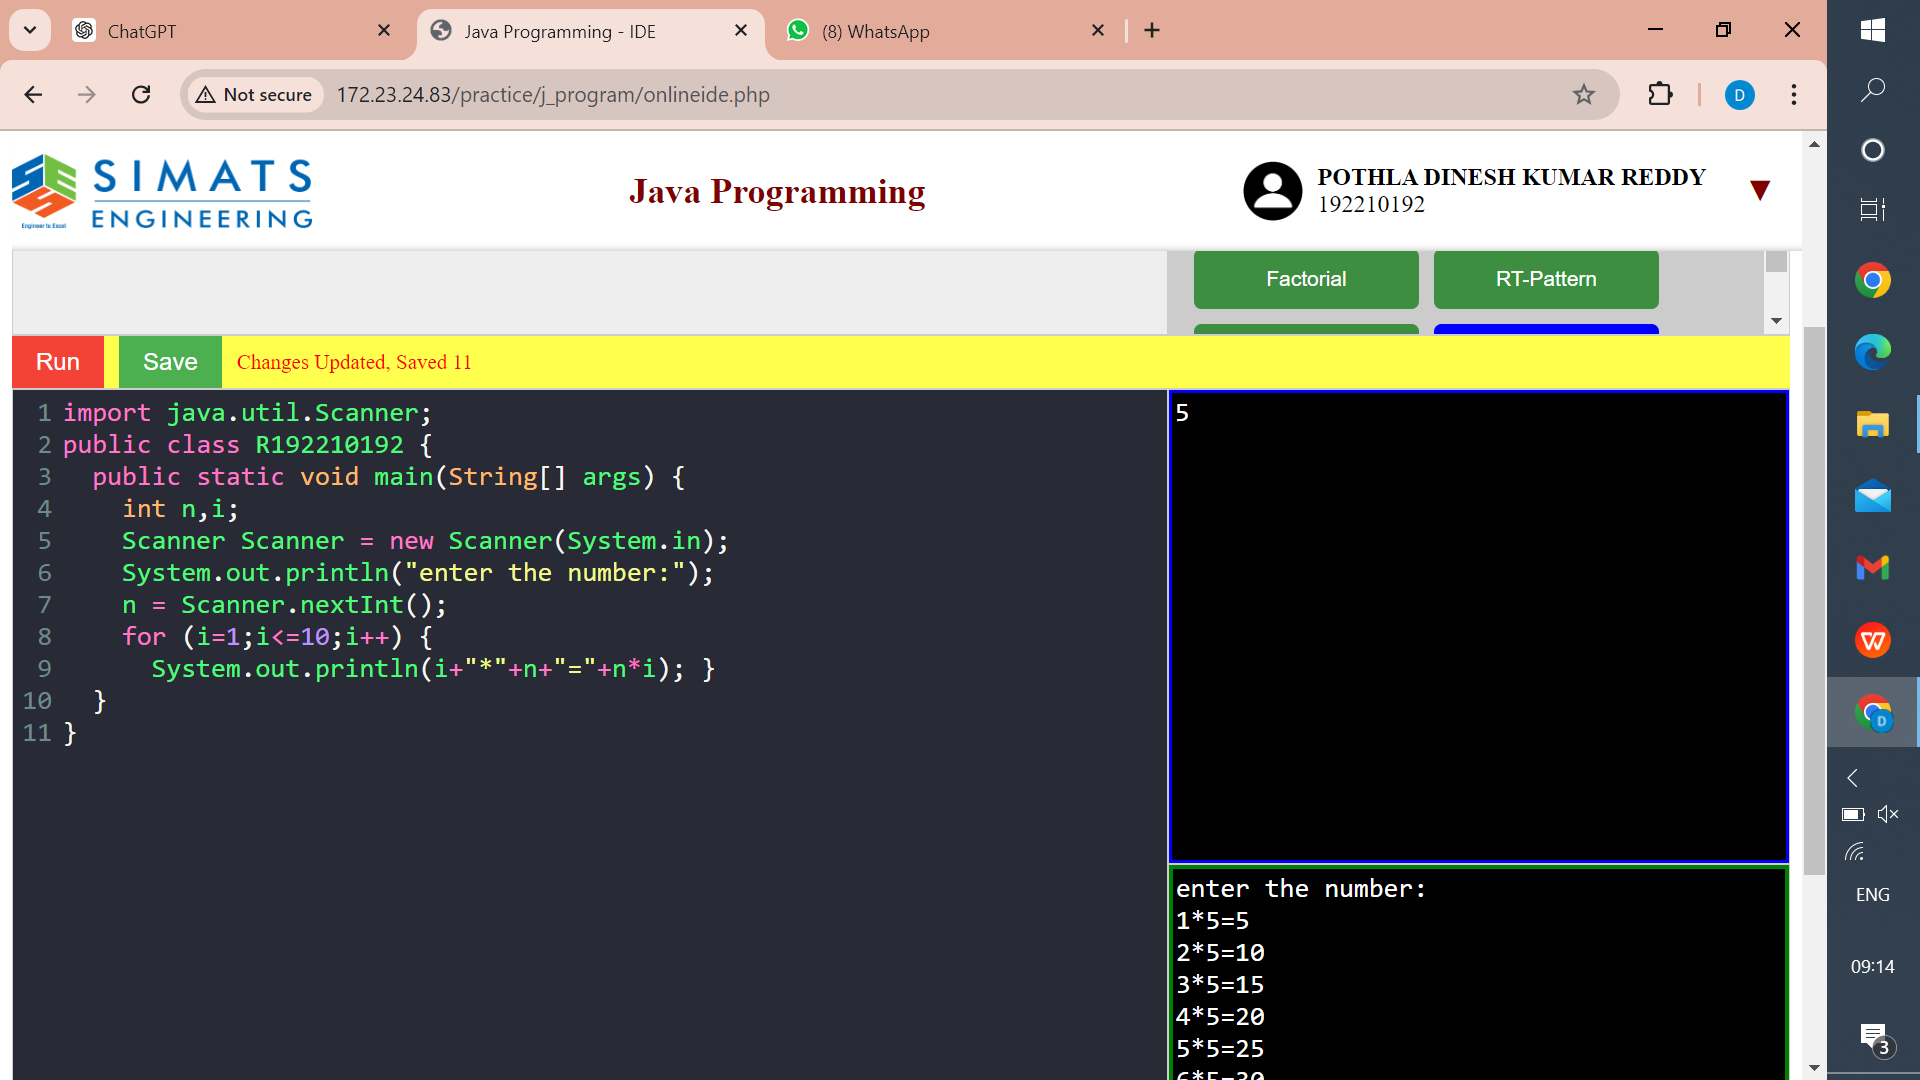 ChatGPT
Java Programming - IDE
(8) WhatsApp
Not secure
172.23.24.83/practice/j_program/onlineide.php
D
SIMATS
ENGINEERING
Engineer to Excel
Java Programming
POTHLA DINESH KUMAR REDDY
192210192
Factorial
RT-Pattern
Run
Save
Changes Updated, Saved 11
1 import java.util.Scanner;
2 public class R192210192 {
3   public static void main(String[] args) {
4     int n,i;
5     Scanner Scanner = new Scanner(System.in);
6     System.out.println("enter the number:");
7     n = Scanner.nextInt();
8     for (i=1;i<=10;i++) {
9       System.out.println(i+"*"+n+"="+n*i); }
10   }
11 }
5
enter the number:
1*5=5
2*5=10
3*5=15
4*5=20
5*5=25
6*5=30
D
ENG
09:14
3